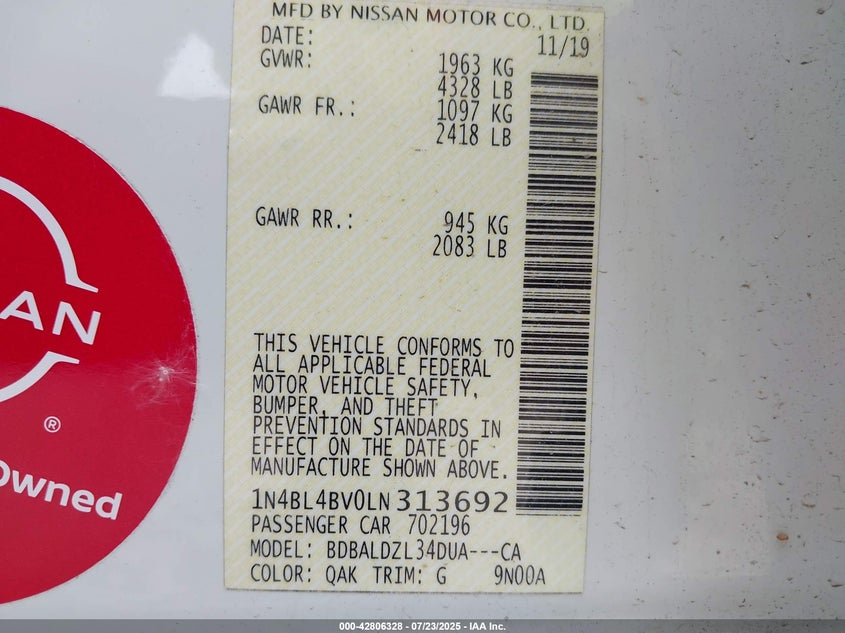 MFD BY NISSAN MOTOR CO., LTD.
DATE: 11/19
GVWR: 1963 KG
4328 LB
GAWR FR.: 1097 KG
2418 LB
GAWR RR.: 945 KG
2083 LB
THIS VEHICLE CONFORMS TO
ALL APPLICABLE FEDERAL
MOTOR VEHICLE SAFETY,
BUMPER, AND THEFT
PREVENTION STANDARDS IN
EFFECT ON THE DATE OF
MANUFACTURE SHOWN ABOVE.
1N4BL4BV0LN313692
PASSENGER CAR 702196
MODEL: BDBALDZL34DUA---CA
COLOR: QAK TRIM: G 9N00A
AN
®
Owned
000-42806328 - 07/23/2025 - IAA Inc.